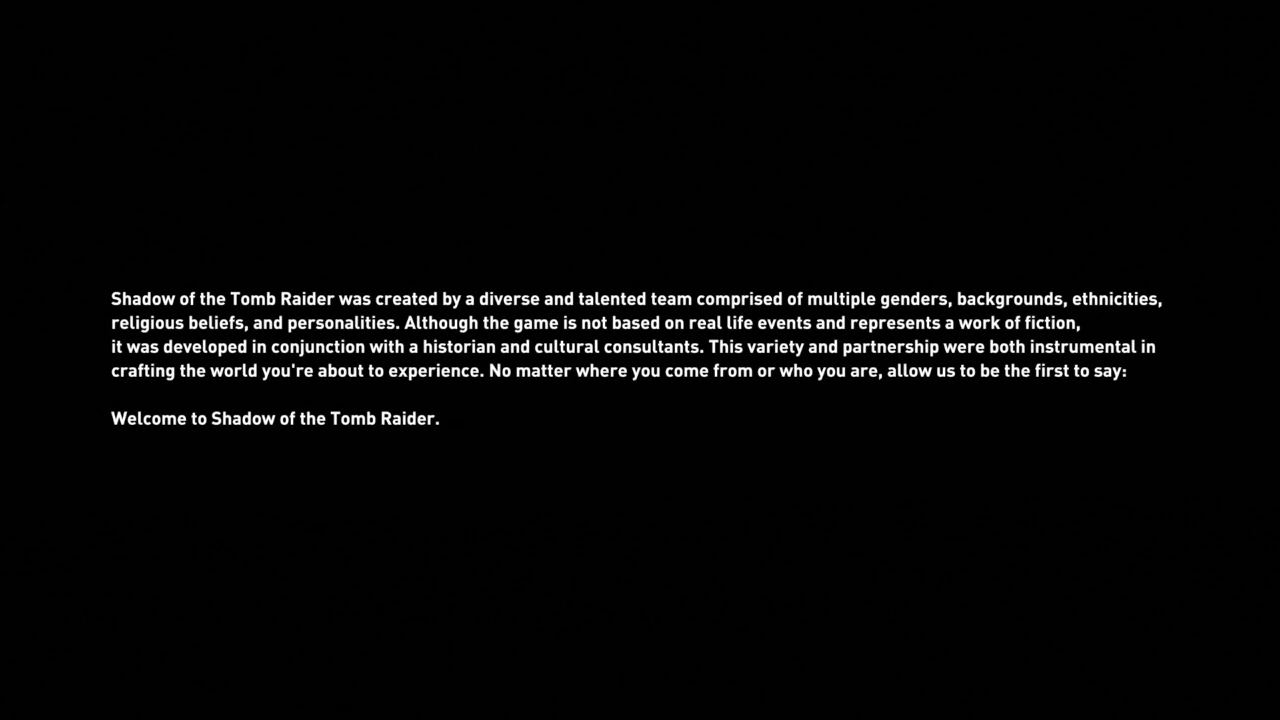 Shadow of the Tomb Raider was created by a diverse and talented team comprised of multiple genders, backgrounds, ethnicities,
religious beliefs, and personalities. Although the game is not based on real life events and represents a work of fiction,
it was developed in conjunction with a historian and cultural consultants. This variety and partnership were both instrumental in
crafting the world you're about to experience. No matter where you come from or who you are, allow us to be the first to say:
Welcome to Shadow of the Tomb Raider.